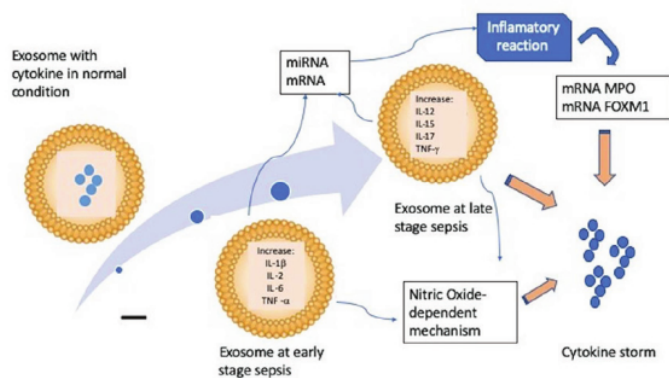 Exosome with
cytokine in normal
condition
miRNA
mRNA
Inflamatory
reaction
mRNA MPO
mRNA FOXM1
Increase:
IL-12
IL-15
IL-17
TNF-γ
Exosome at late
stage sepsis
Increase:
IL-1β
IL-2
IL-6
TNF -α
Exosome at early
stage sepsis
Nitric Oxide-
dependent
mechanism
Cytokine storm